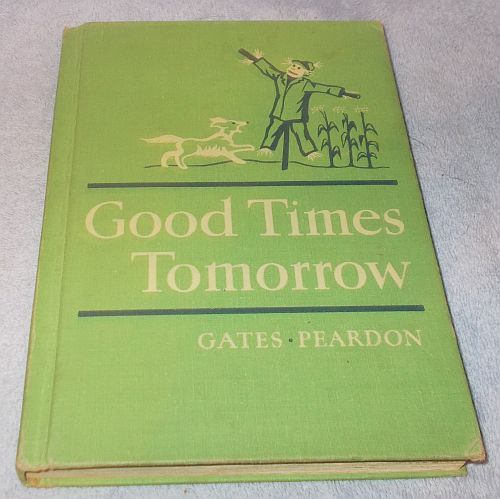 Good Times
Tomorrow
GATES · PEARDON